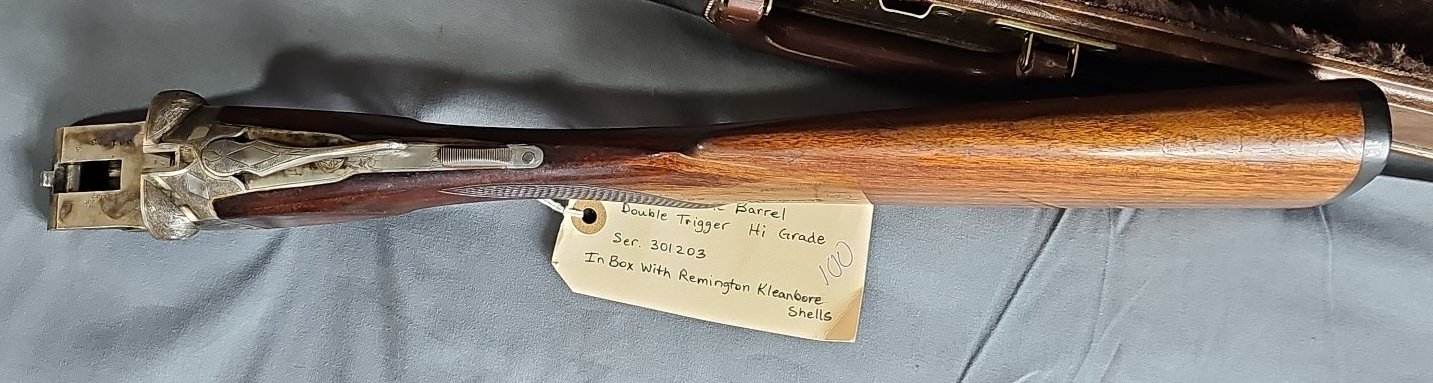 Barrel
Double Trigger Hi Grade
Ser. 301203
In Box With Remington Kleanbore
Shells
100